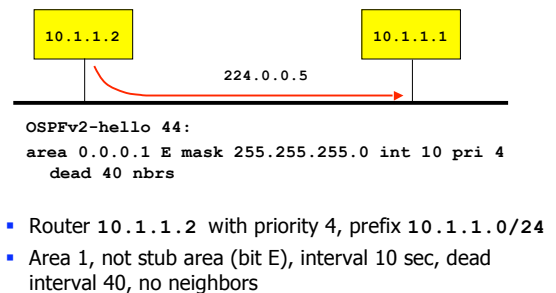 10.1.1.2 10.1.1.1
224.0.0.5
OSPFv2-hello 44:
area 0.0.0.1 E mask 255.255.255.0 int 10 pri 4
dead 40 nbrs
▪ Router 10.1.1.2 with priority 4, prefix 10.1.1.0/24
▪ Area 1, not stub area (bit E), interval 10 sec, dead
interval 40, no neighbors